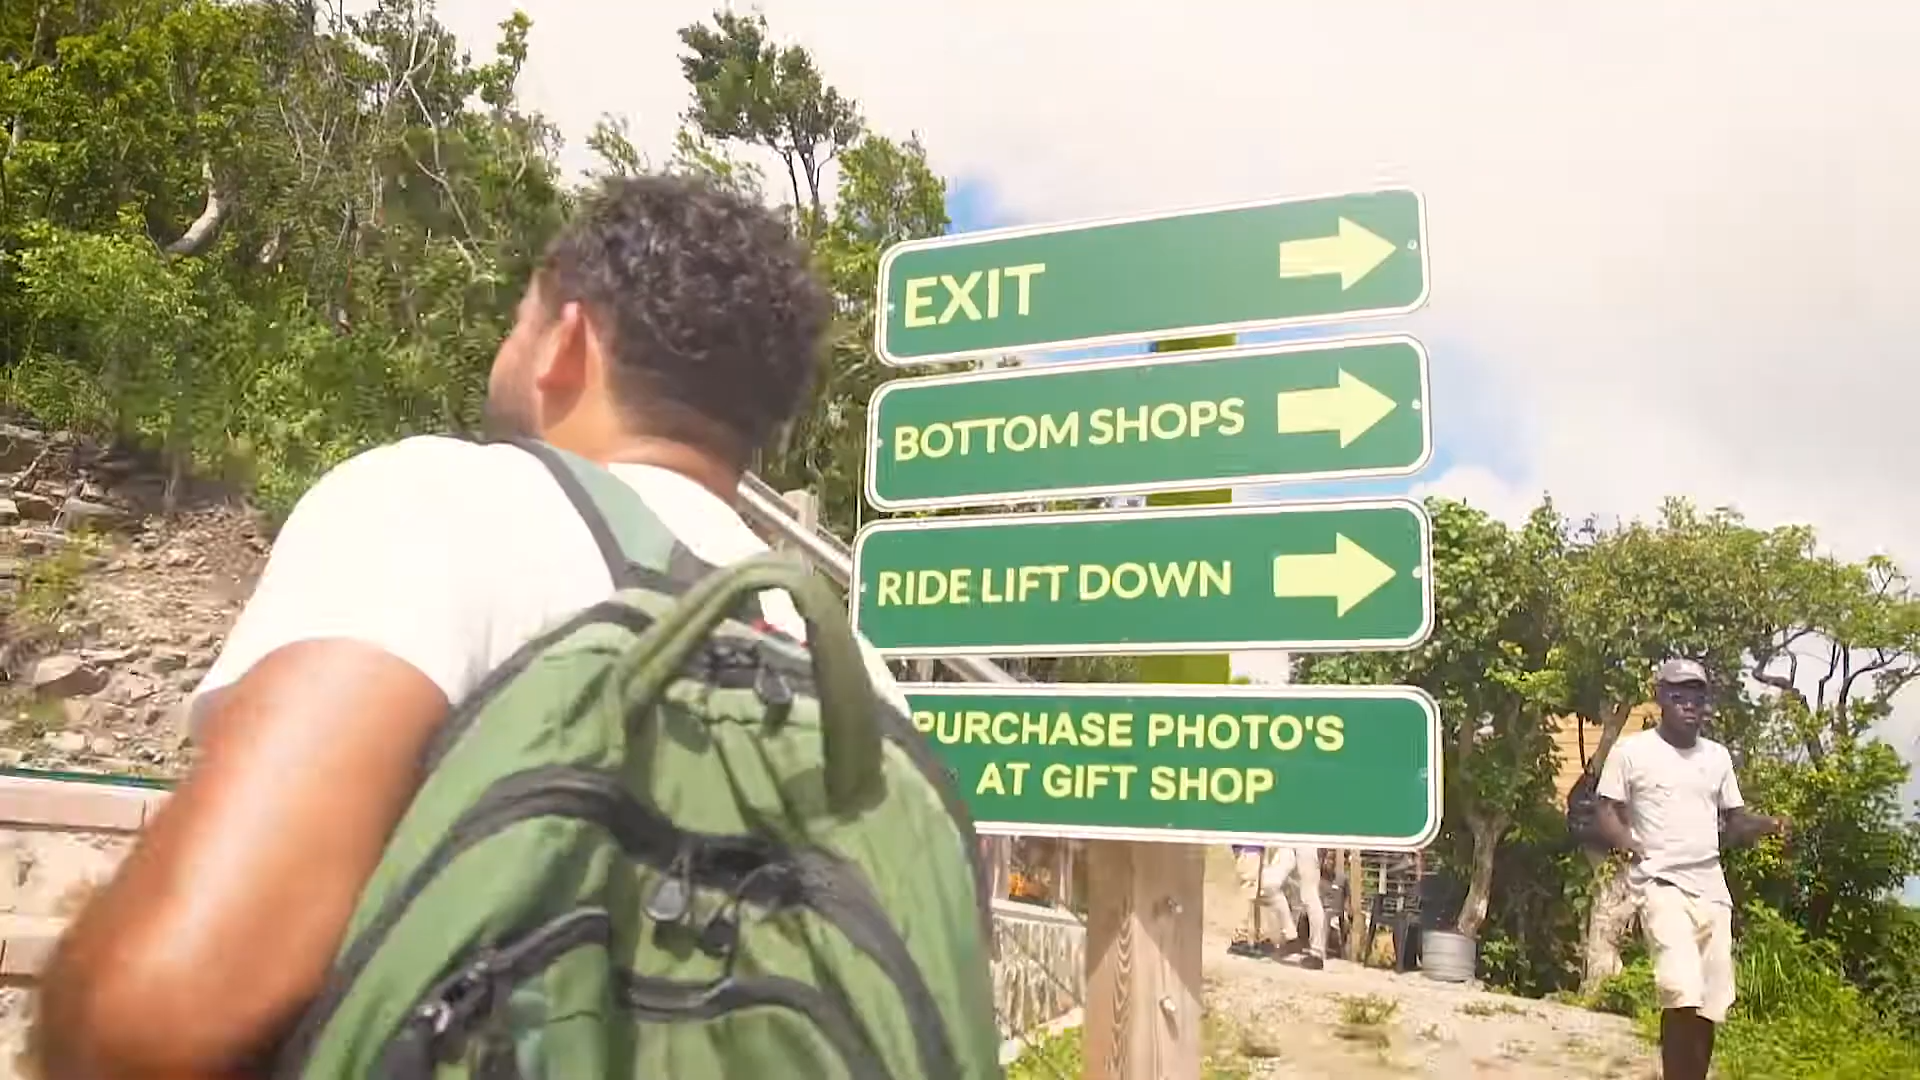 EXIT
BOTTOM SHOPS
RIDE LIFT DOWN
PURCHASE PHOTO'S
AT GIFT SHOP